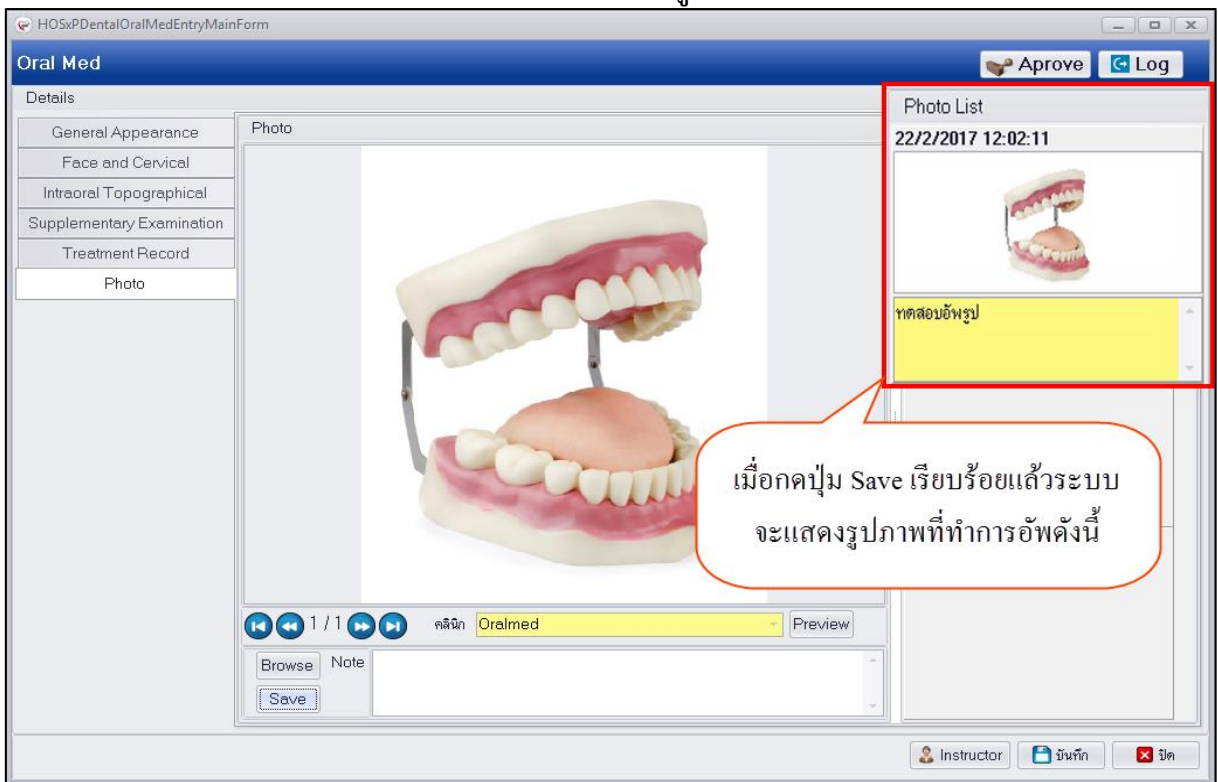 HOSxPDentalOralMedEntryMainForm
Oral Med
Aprove
Log
Details
Photo List
General Appearance
Photo
22/2/2017 12:02:11
Face and Cervical
Intraoral Topographical
Supplementary Examination
Treatment Record
Photo
ทดสอบอัพรูป
เมื่อกดปุ่ม Save เรียบร้อยแล้วระบบ
จะแสดงรูปภาพที่ทำการอัพดังนี้
1 / 1
คลินิก
Oralmed
Preview
Browse
Note
Save
Instructor
บันทึก
ปิด